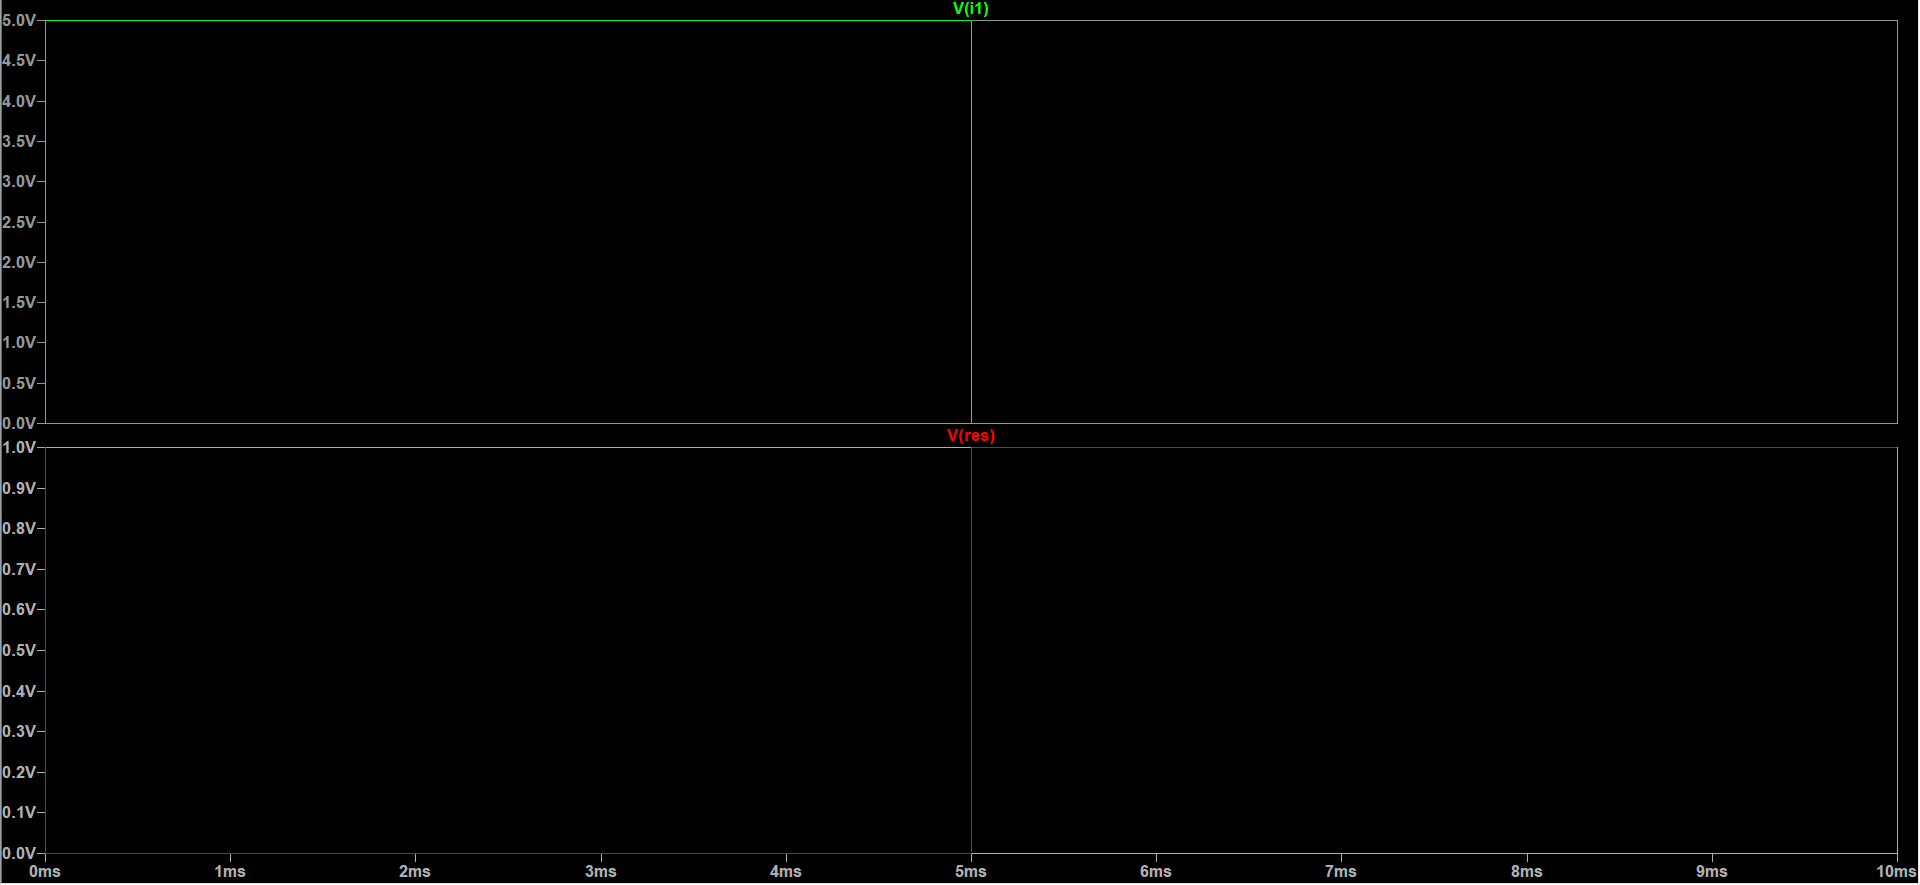 V(i1)
5.0V
4.5V
4.0V
3.5V
3.0V
2.5V
2.0V
1.5V
1.0V
0.5V
0.0V
V(res)
1.0V
0.9V
0.8V
0.7V
0.6V
0.5V
0.4V
0.3V
0.2V
0.1V
0.0V
0ms 1ms 2ms 3ms 4ms 5ms 6ms 7ms 8ms 9ms 10ms